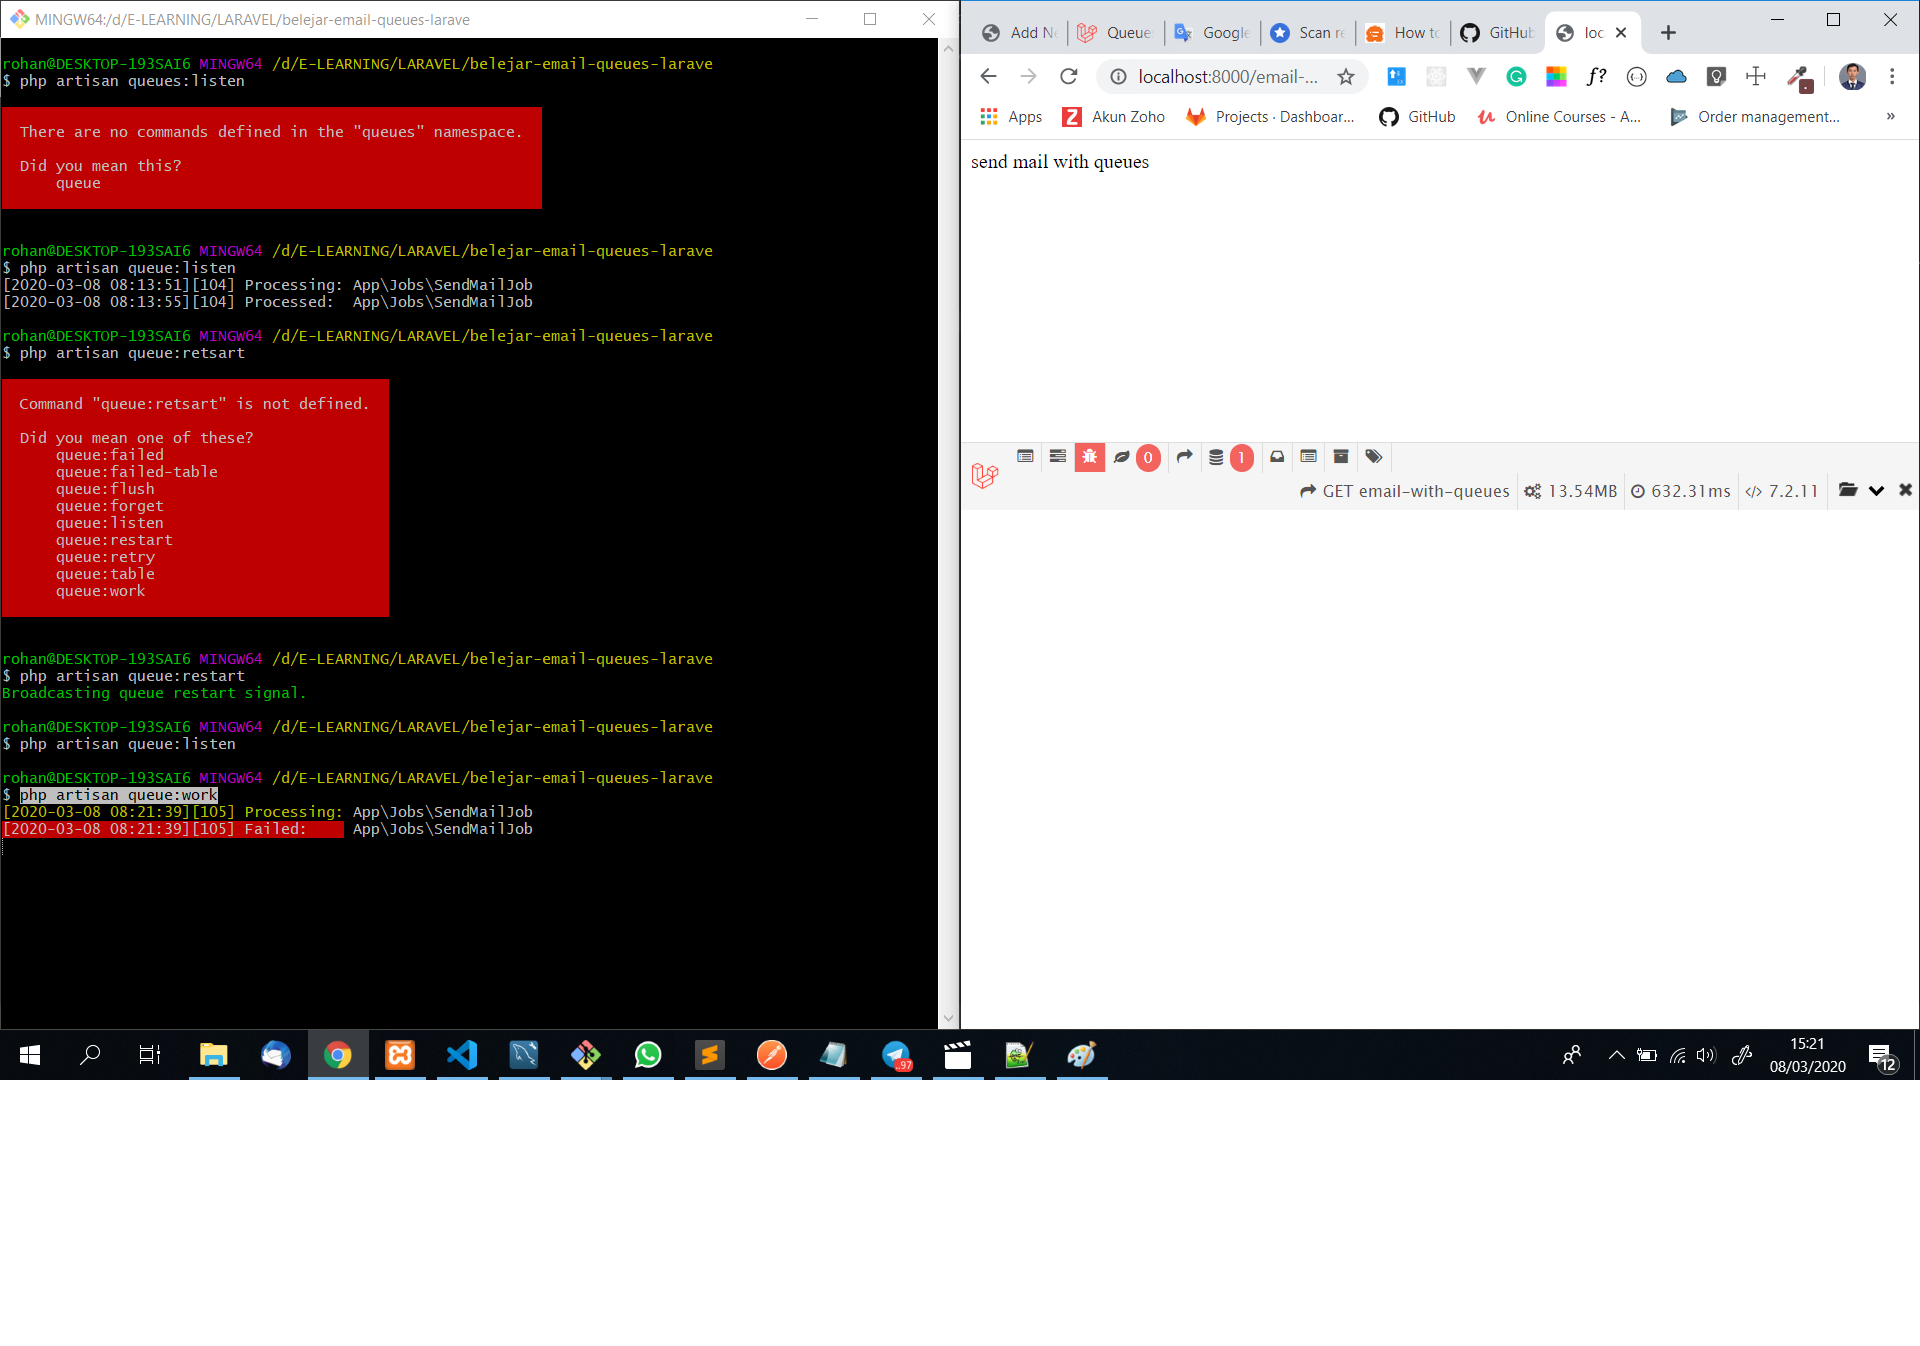 MINGW64:/d/E-LEARNING/LARAVEL/belejar-email-queues-larave
rohan@DESKTOP-193SAI6 MINGW64 /d/E-LEARNING/LARAVEL/belejar-email-queues-larave
$ php artisan queues:listen
There are no commands defined in the "queues" namespace.
Did you mean this?
queue
rohan@DESKTOP-193SAI6 MINGW64 /d/E-LEARNING/LARAVEL/belejar-email-queues-larave
$ php artisan queue:listen
[2020-03-08 08:13:51][104] Processing: App\Jobs\SendMailJob
[2020-03-08 08:13:55][104] Processed:  App\Jobs\SendMailJob
rohan@DESKTOP-193SAI6 MINGW64 /d/E-LEARNING/LARAVEL/belejar-email-queues-larave
$ php artisan queue:retsart
Command "queue:retsart" is not defined.
Did you mean one of these?
queue:failed
queue:failed-table
queue:flush
queue:forget
queue:listen
queue:restart
queue:retry
queue:table
queue:work
rohan@DESKTOP-193SAI6 MINGW64 /d/E-LEARNING/LARAVEL/belejar-email-queues-larave
$ php artisan queue:restart
Broadcasting queue restart signal.
rohan@DESKTOP-193SAI6 MINGW64 /d/E-LEARNING/LARAVEL/belejar-email-queues-larave
$ php artisan queue:listen
rohan@DESKTOP-193SAI6 MINGW64 /d/E-LEARNING/LARAVEL/belejar-email-queues-larave
$ php artisan queue:work
[2020-03-08 08:21:39][105] Processing: App\Jobs\SendMailJob
[2020-03-08 08:21:39][105] Failed:     App\Jobs\SendMailJob
Add Ne Queue Google Scan re How to GitHub loc
localhost:8000/email-...
Apps Akun Zoho Projects · Dashboar... GitHub Online Courses - A... Order management... »
send mail with queues
0 1
GET email-with-queues 13.54MB 632.31ms 7.2.11
..97
15:21
08/03/2020
12